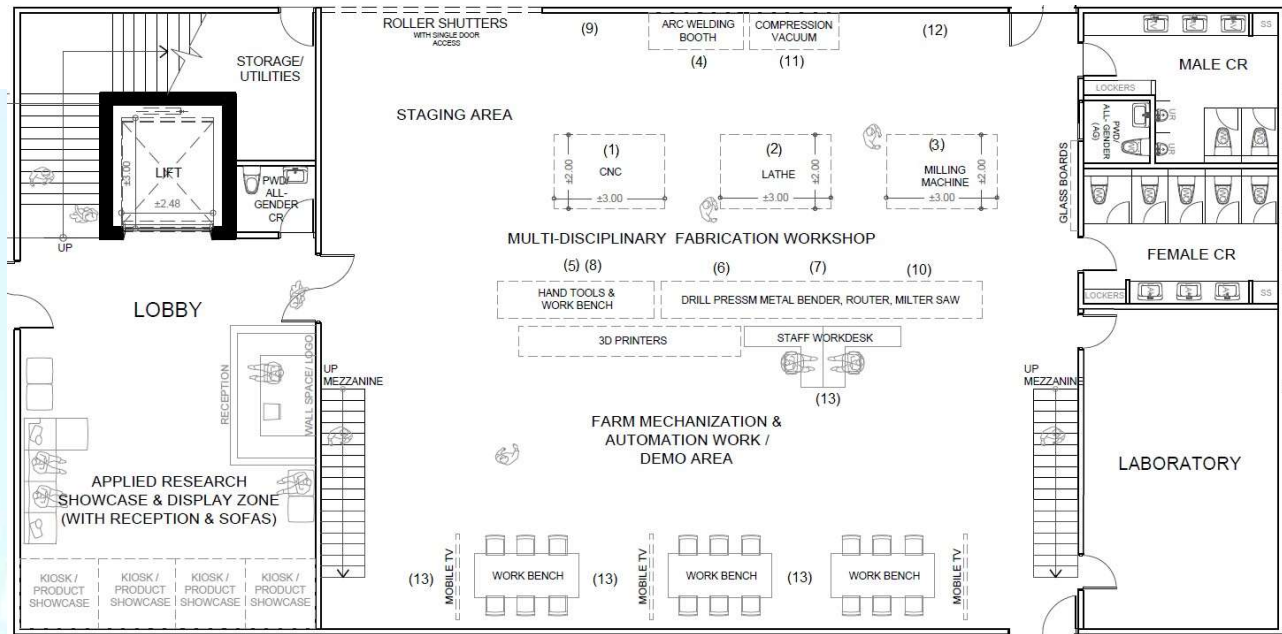 ROLLER SHUTTERS
WITH SINGLE DOOR
ACCESS
(9)
ARC WELDING
BOOTH
(4)
COMPRESSION
VACUUM
(11)
(12)
STORAGE/
UTILITIES
MALE CR
SS
LOCKERS
UR
UR
PWD/
ALL- GENDER
(AG)
STAGING AREA
LIFT
±3.00
±2.48
PWD/
ALL-
GENDER
CR
UP
(1)
CNC
±2.00
±3.00
(2)
LATHE
±2.00
±3.00
(3)
MILLING
MACHINE
±2.00
±3.00
GLASS BOARDS
MULTI-DISCIPLINARY FABRICATION WORKSHOP
FEMALE CR
LOCKERS
SS
LOBBY
(5) (8)
HAND TOOLS &
WORK BENCH
(6)
(7)
(10)
DRILL PRESSM METAL BENDER, ROUTER, MILTER SAW
3D PRINTERS
STAFF WORKDESK
(13)
RECEPTION
WALL SPACE/ LOGO
UP
MEZZANINE
UP
MEZZANINE
FARM MECHANIZATION &
AUTOMATION WORK /
DEMO AREA
LABORATORY
APPLIED RESEARCH
SHOWCASE & DISPLAY ZONE
(WITH RECEPTION & SOFAS)
KIOSK /
PRODUCT
SHOWCASE
KIOSK /
PRODUCT
SHOWCASE
KIOSK /
PRODUCT
SHOWCASE
KIOSK /
PRODUCT
SHOWCASE
(13)
MOBILE TV
WORK BENCH
(13)
MOBILE TV
WORK BENCH
(13)
WORK BENCH
MOBILE TV